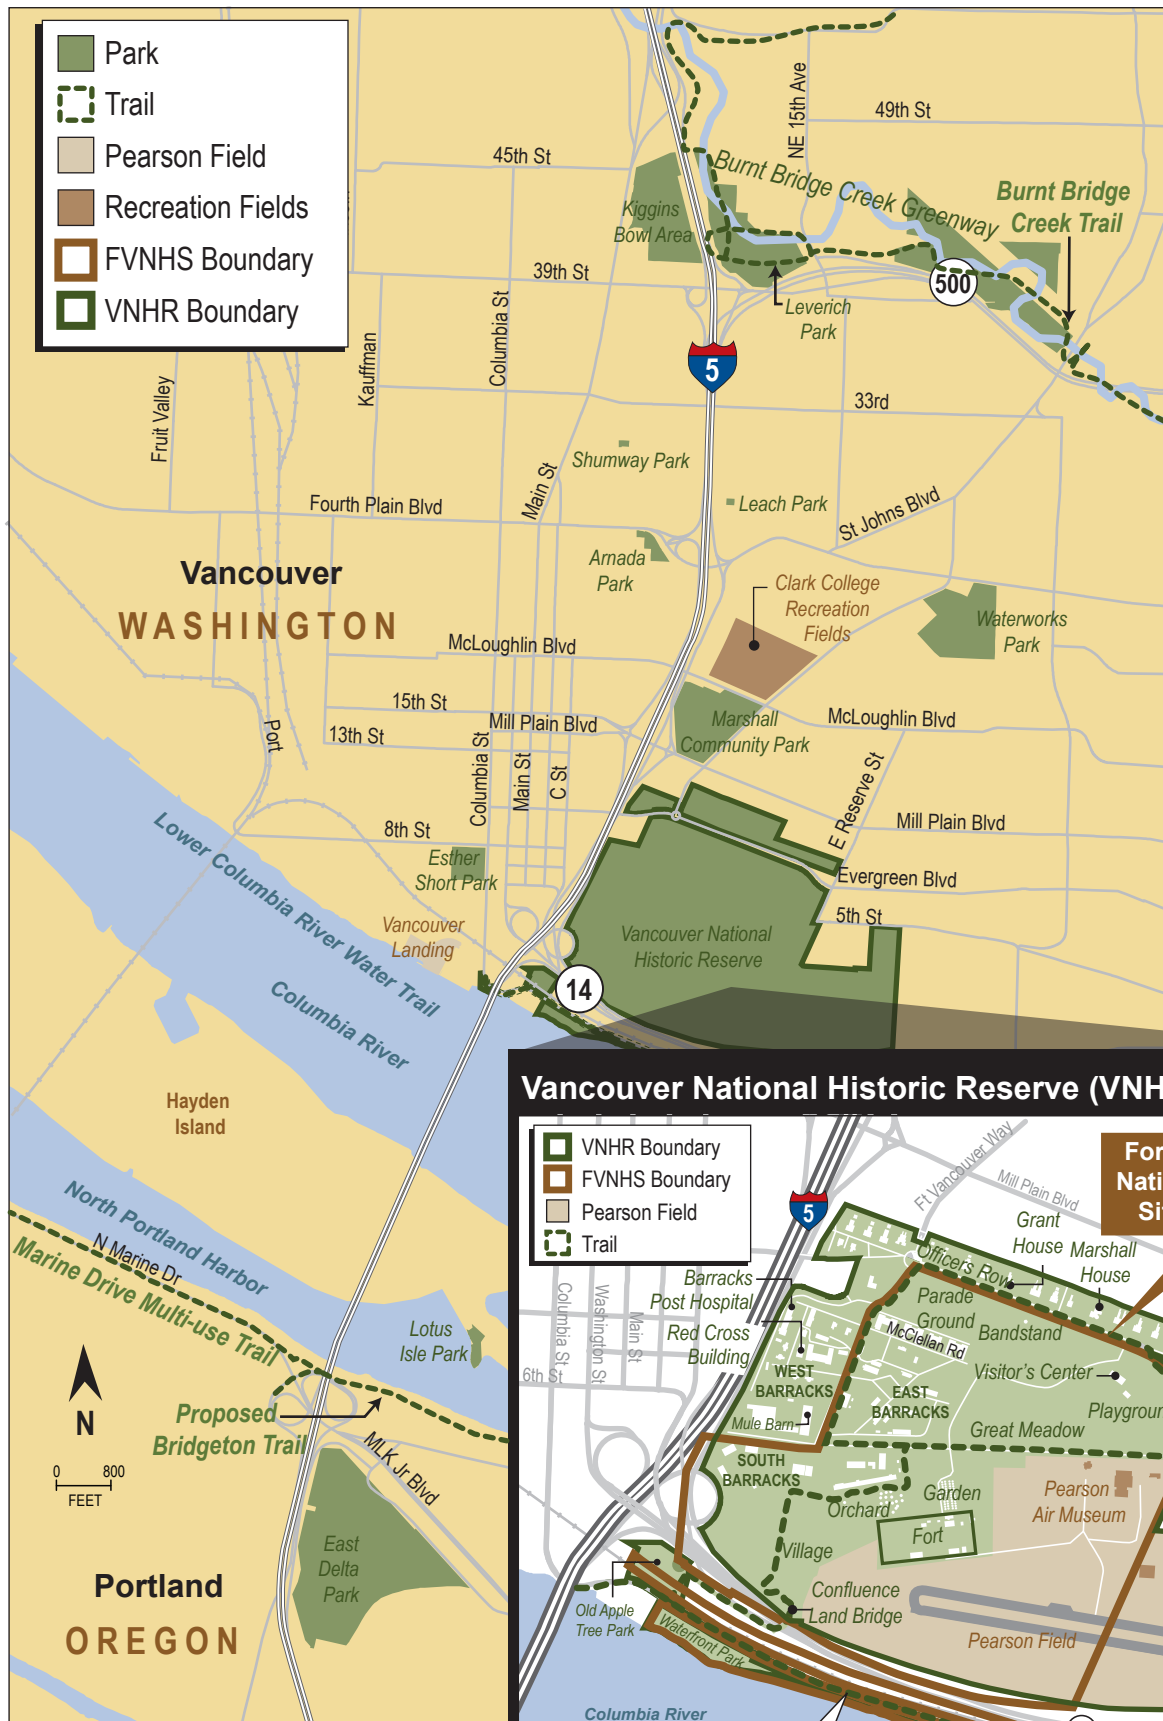 Park
Trail
Pearson Field
Recreation Fields
FVNHS Boundary
VNHR Boundary
NE 15th Ave
49th St
45th St
Burnt Bridge Creek Greenway
Burnt Bridge
Creek Trail
Kiggins
Bowl Area
39th St
500
Leverich
Park
Columbia St
Kauffman
Fruit Valley
5
33rd
Shumway Park
Main St
Leach Park
Fourth Plain Blvd
St Johns Blvd
Arnada
Park
Vancouver
WASHINGTON
Clark College
Recreation
Fields
Waterworks
Park
McLoughlin Blvd
15th St
Mill Plain Blvd
13th St
Port
Columbia St
Main St
C St
Marshall
Community Park
McLoughlin Blvd
E Reserve St
Mill Plain Blvd
8th St
Esther
Short Park
Evergreen Blvd
5th St
Lower Columbia River Water Trail
Vancouver
Landing
Vancouver National
Historic Reserve
14
Columbia River
Hayden
Island
North Portland Harbor
N Marine Dr
Marine Drive Multi-use Trail
Lotus
Isle Park
N
0 800
FEET
Proposed
Bridgeton Trail
MLK Jr Blvd
East
Delta
Park
Portland
OREGON
Vancouver National Historic Reserve (VNH
VNHR Boundary
FVNHS Boundary
Pearson Field
Trail
5
Ft Vancouver Way
Mill Plain Blvd
For
Nati
Si
Grant
House
Marshall
House
Officers Row
Barracks
Post Hospital
Parade
Ground
Bandstand
McClellan Rd
Red Cross
Building
Visitor's Center
Columbia St
Washington St
Main St
6th St
WEST
BARRACKS
EAST
BARRACKS
Mule Barn
Playgroun
Great Meadow
SOUTH
BARRACKS
Pearson
Air Museum
Garden
Orchard
Fort
Village
Confluence
Land Bridge
Old Apple
Tree Park
Waterfront Park
Pearson Field
Columbia River